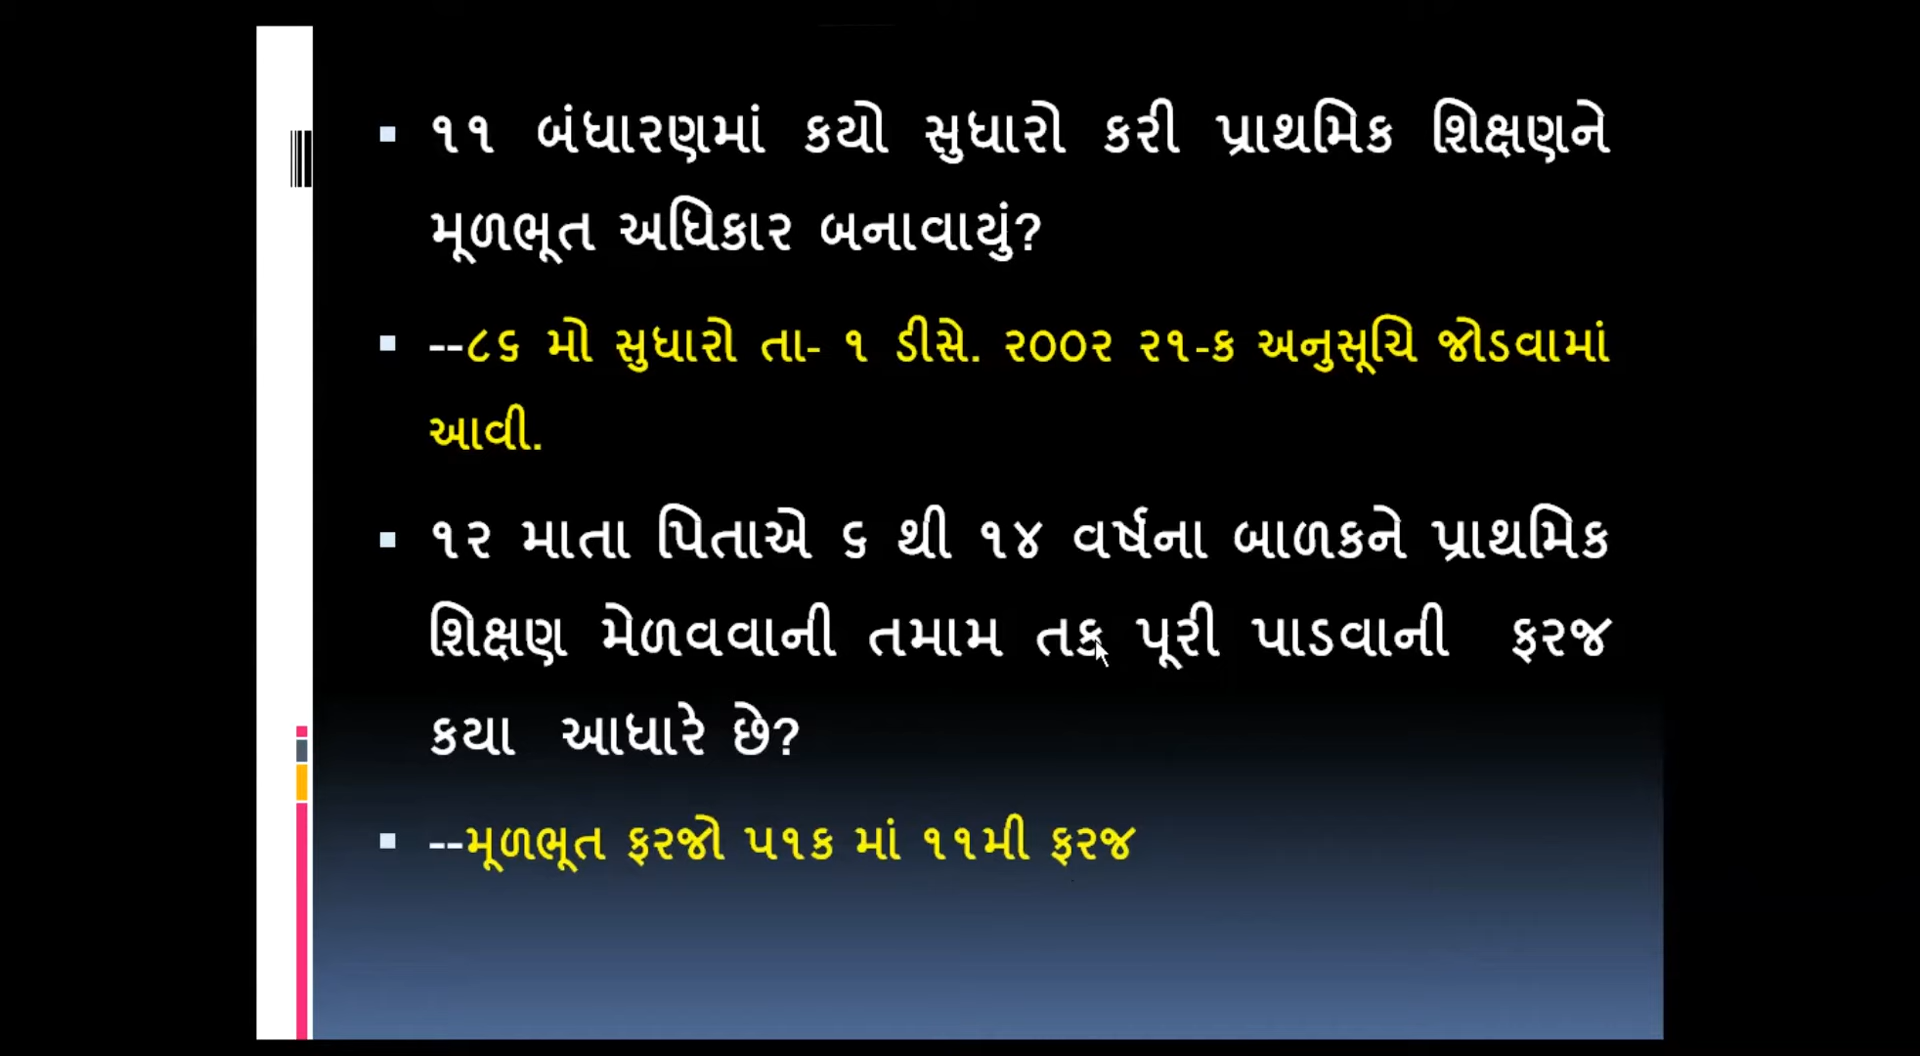 ૧૧ બંધારણમાં કયો સુધારો કરી પ્રાથમિક શિક્ષણને
મૂળભૂત અધિકાર બનાવાયું?
--૮૬ મો સુધારો તા- ૧ ડીસે. ૨૦૦૨ ૨૧-ક અનુસૂચિ જોડવામાં
આવી.
૧૨ માતા પિતાએ ૬ થી ૧૪ વર્ષના બાળકને પ્રાથમિક
શિક્ષણ મેળવવાની તમામ તક પૂરી પાડવાની ફરજ
કયા આધારે છે?
--મૂળભૂત ફરજો ૫૧ક માં ૧૧મી ફરજ